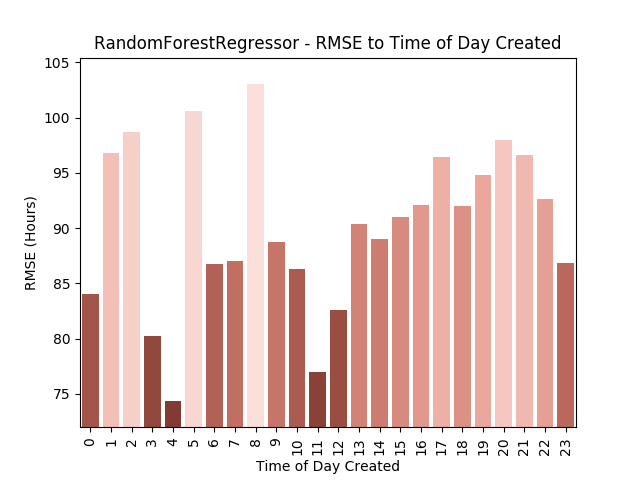 RandomForestRegressor - RMSE to Time of Day Created
105
100
95
90
85
80
75
RMSE (Hours)
0 1 2 3 4 5 6 7 8 9 10 11 12 13 14 15 16 17 18 19 20 21 22 23
Time of Day Created